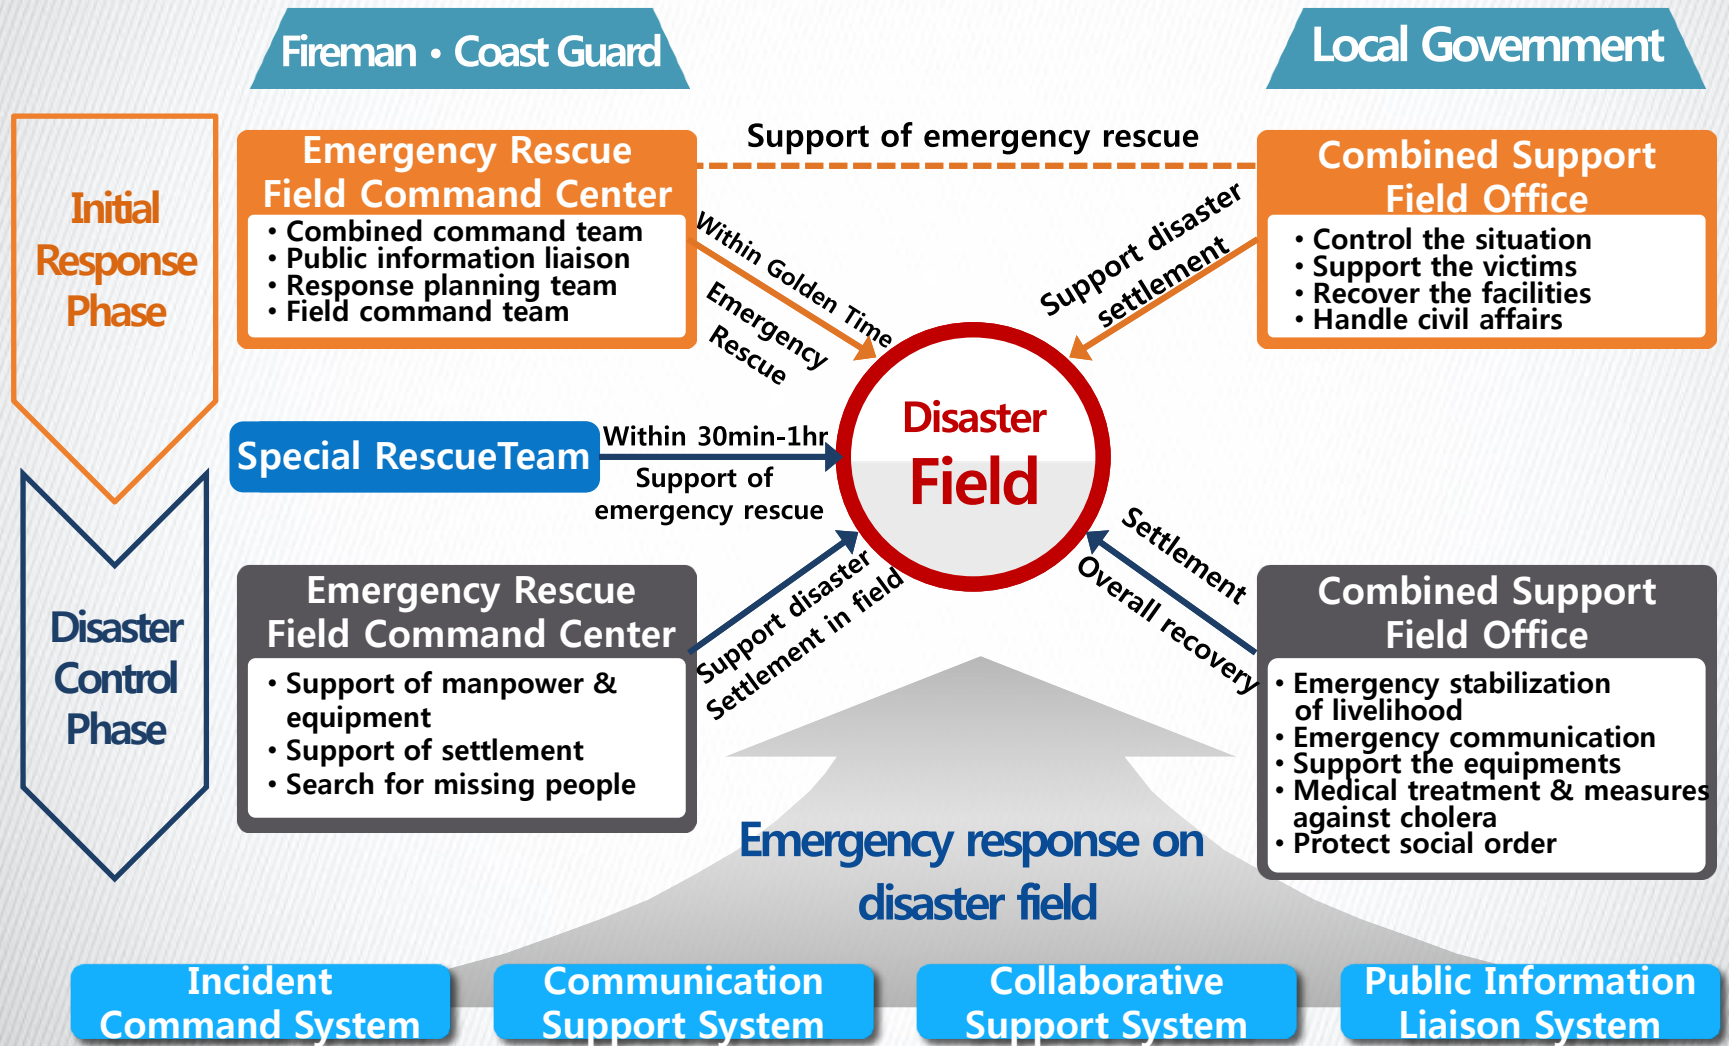 Fireman • Coast Guard
Local Government
Initial
Response
Phase
Emergency Rescue
Field Command Center
• Combined command team
• Public information liaison
• Response planning team
• Field command team
Support of emergency rescue
Combined Support
Field Office
• Control the situation
• Support the victims
• Recover the facilities
• Handle civil affairs
Within Golden Time
Emergency
Rescue
Support disaster
settlement
Special RescueTeam
Within 30min-1hr
Support of
emergency rescue
Disaster
Field
Disaster
Control
Phase
Emergency Rescue
Field Command Center
• Support of manpower &
equipment
• Support of settlement
• Search for missing people
Support disaster
Settlement in field
Settlement
Overall recovery
Combined Support
Field Office
• Emergency stabilization
of livelihood
• Emergency communication
• Support the equipments
• Medical treatment & measures
against cholera
• Protect social order
Emergency response on
disaster field
Incident
Command System
Communication
Support System
Collaborative
Support System
Public Information
Liaison System